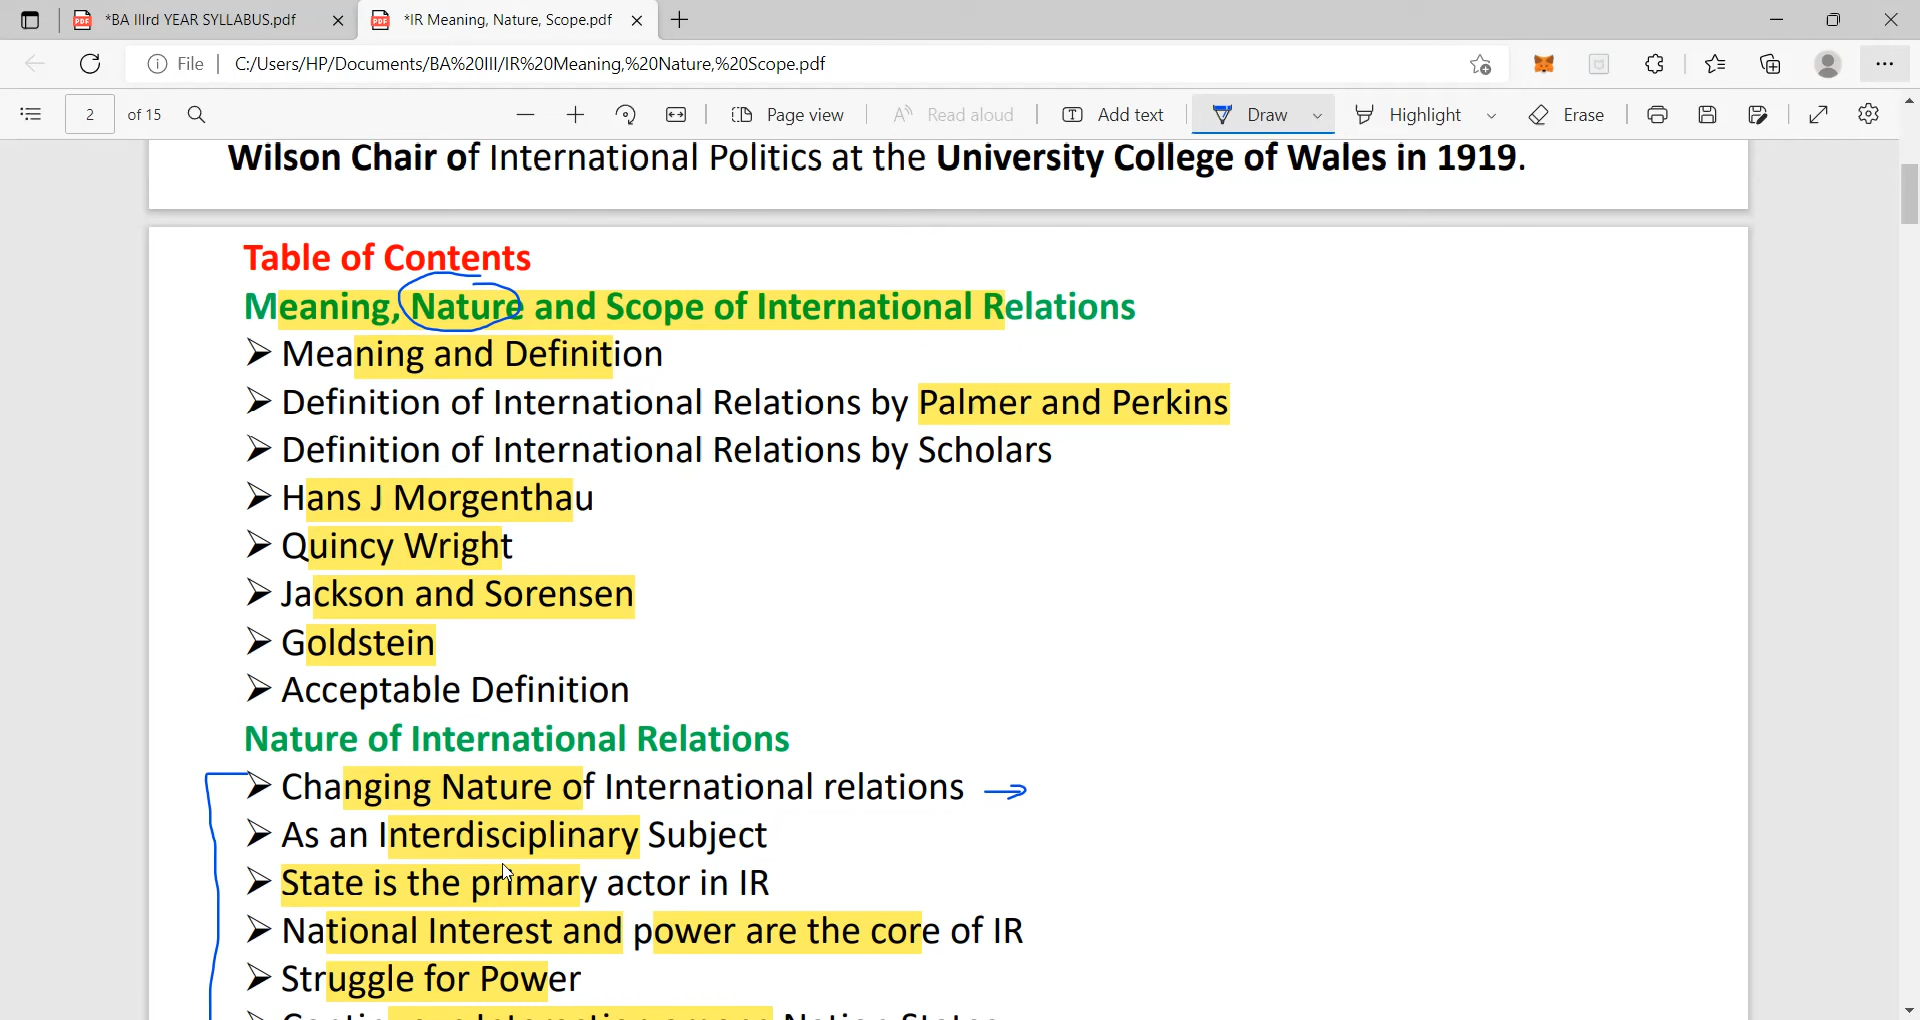 *BA IIIrd YEAR SYLLABUS.pdf
*IR Meaning, Nature, Scope.pdf
File
C:/Users/HP/Documents/BA%20III/IR%20Meaning,%20Nature,%20Scope.pdf
2 of 15
Page view
Read aloud
Add text
Draw
Highlight
Erase
Wilson Chair of International Politics at the University College of Wales in 1919.
Table of Contents
Meaning, Nature and Scope of International Relations
➢ Meaning and Definition
➢ Definition of International Relations by Palmer and Perkins
➢ Definition of International Relations by Scholars
➢ Hans J Morgenthau
➢ Quincy Wright
➢ Jackson and Sorensen
➢ Goldstein
➢ Acceptable Definition
Nature of International Relations
➢ Changing Nature of International relations
➢ As an Interdisciplinary Subject
➢ State is the primary actor in IR
➢ National Interest and power are the core of IR
➢ Struggle for Power